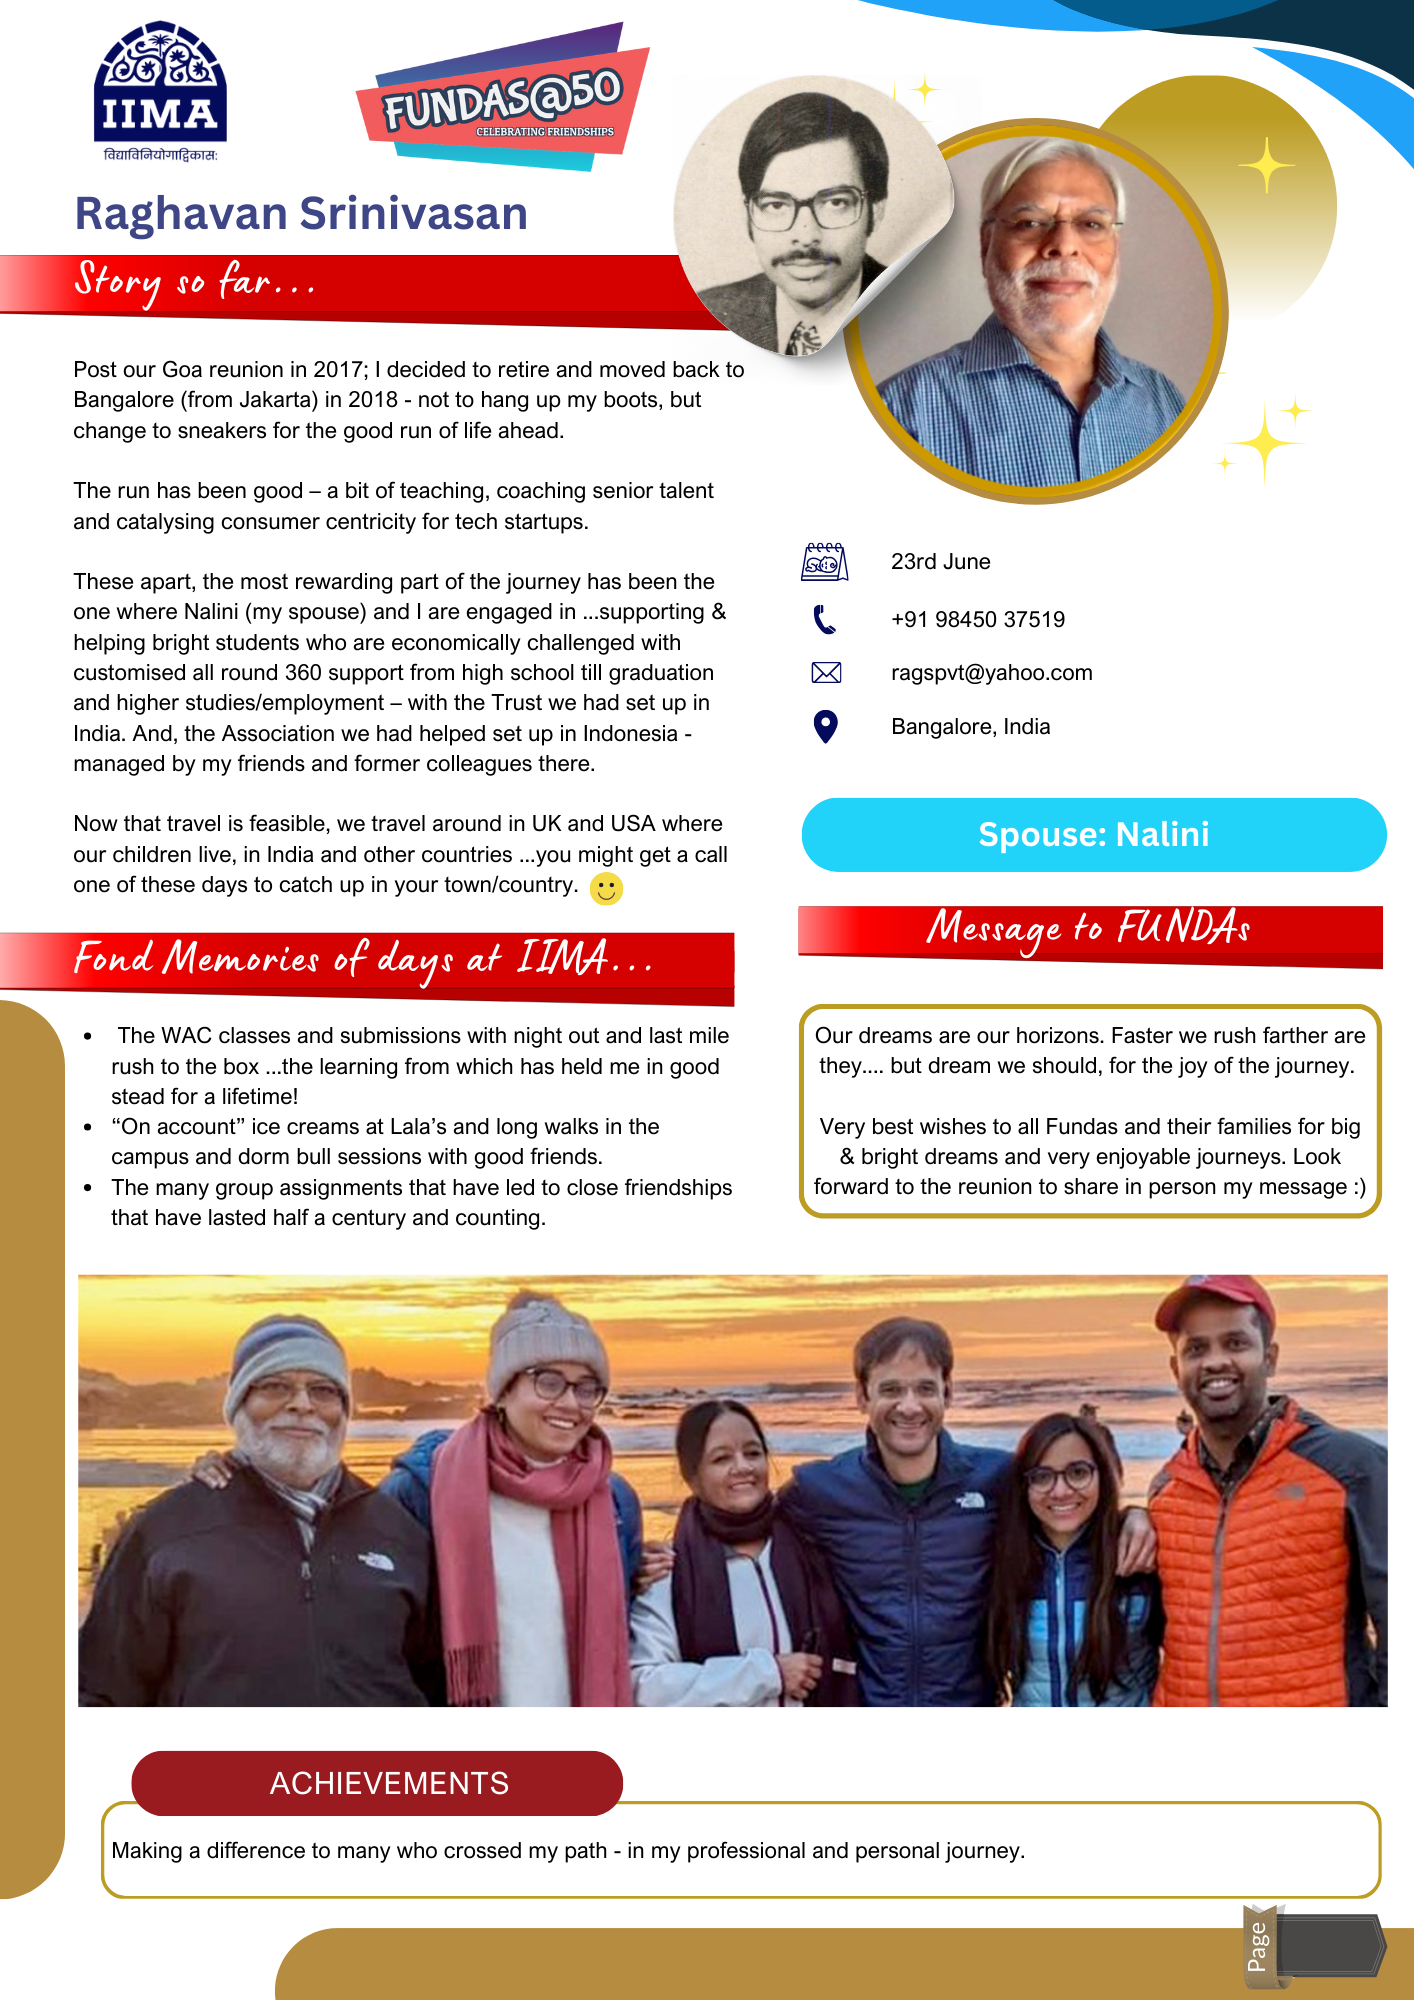 IIMA
विद्याविनियोगाद्विकास:
FUNDAS@50
CELEBRATING FRIENDSHIPS
Raghavan Srinivasan
Story so far...
Post our Goa reunion in 2017; I decided to retire and moved back to
Bangalore (from Jakarta) in 2018 - not to hang up my boots, but
change to sneakers for the good run of life ahead.
The run has been good – a bit of teaching, coaching senior talent
and catalysing consumer centricity for tech startups.
These apart, the most rewarding part of the journey has been the
one where Nalini (my spouse) and I are engaged in ...supporting &
helping bright students who are economically challenged with
customised all round 360 support from high school till graduation
and higher studies/employment – with the Trust we had set up in
India. And, the Association we had helped set up in Indonesia -
managed by my friends and former colleagues there.
Now that travel is feasible, we travel around in UK and USA where
our children live, in India and other countries ...you might get a call
one of these days to catch up in your town/country.
23rd June
+91 98450 37519
ragspvt@yahoo.com
Bangalore, India
Spouse: Nalini
Fond Memories of days at IIMA...
The WAC classes and submissions with night out and last mile
rush to the box ...the learning from which has held me in good
stead for a lifetime!
“On account” ice creams at Lala’s and long walks in the
campus and dorm bull sessions with good friends.
The many group assignments that have led to close friendships
that have lasted half a century and counting.
Message to FUNDAs
Our dreams are our horizons. Faster we rush farther are
they.... but dream we should, for the joy of the journey.
Very best wishes to all Fundas and their families for big
& bright dreams and very enjoyable journeys. Look
forward to the reunion to share in person my message :)
ACHIEVEMENTS
Making a difference to many who crossed my path - in my professional and personal journey.
Page